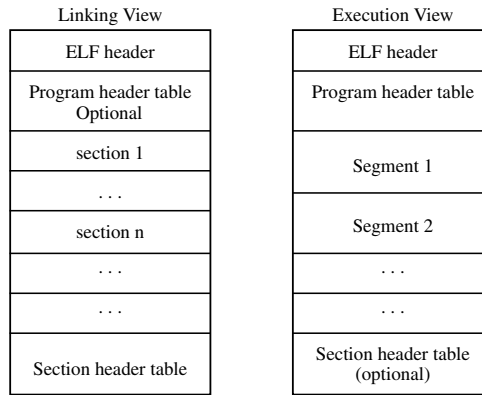 Linking View
ELF header
Program header table
Optional
section 1
. . .
section n
. . .
. . .
Section header table
Execution View
ELF header
Program header table
Segment 1
Segment 2
. . .
. . .
Section header table
(optional)